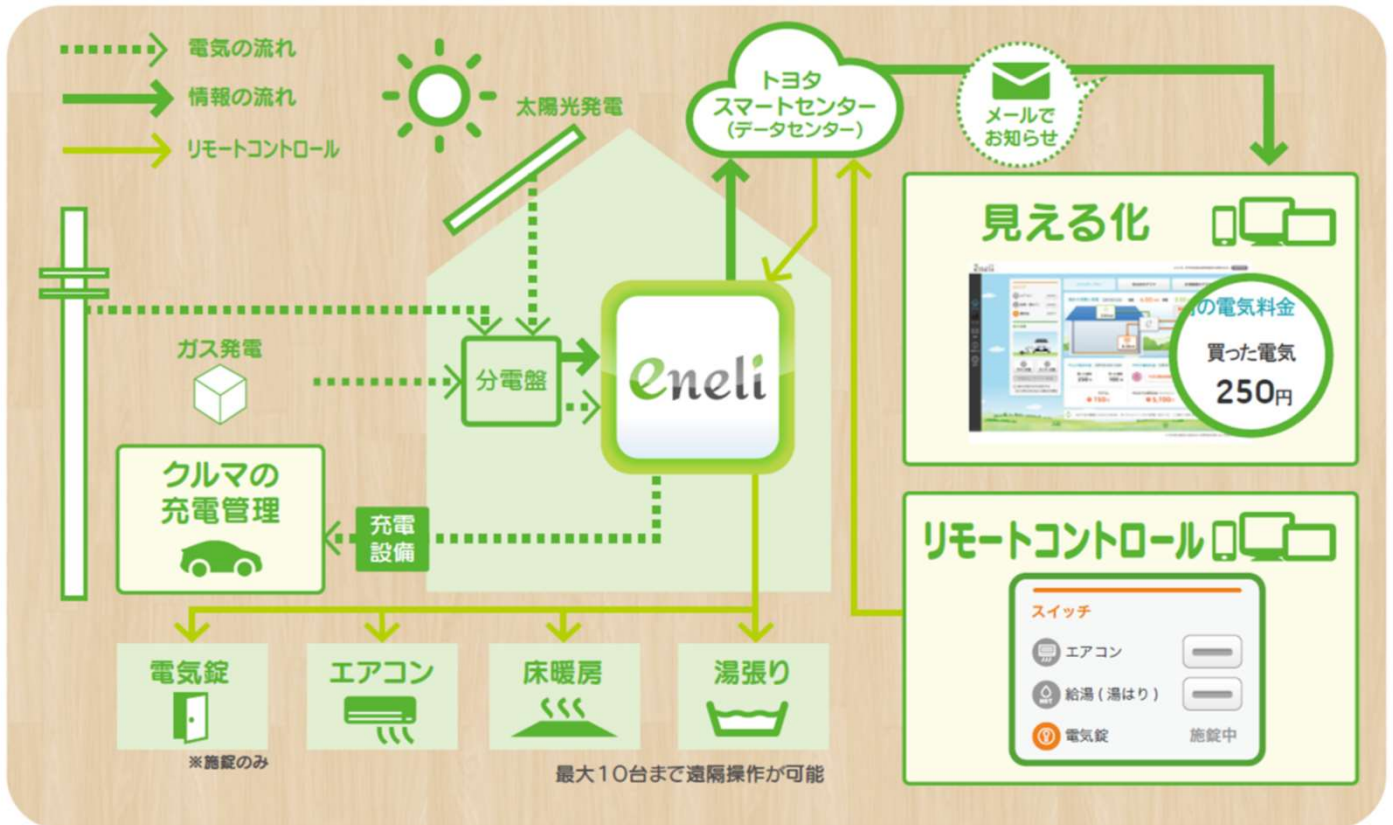 電気の流れ
情報の流れ
リモートコントロール
太陽光発電
トヨタ
スマートセンター
(データセンター)
メールで
お知らせ
見える化
の電気料金
買った電気
250円
ガス発電
分電盤
eneli
クルマの
充電管理
充電
設備
電気錠
※施錠のみ
エアコン
床暖房
湯張り
最大10台まで遠隔操作が可能
リモートコントロール
スイッチ
エアコン
給湯(湯はり)
電気錠
施錠中